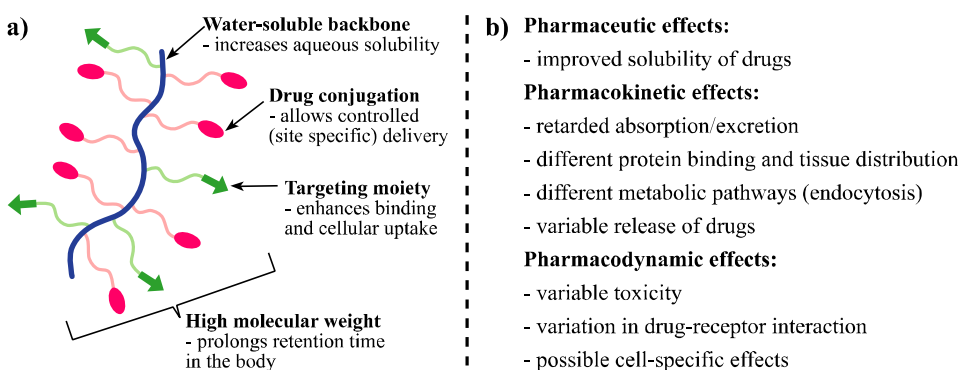 a)
Water-soluble backbone
- increases aqueous solubility
Drug conjugation
- allows controlled
(site specific) delivery
Targeting moiety
- enhances binding
and cellular uptake
High molecular weight
- prolongs retention time
in the body
b)
Pharmaceutic effects:
- improved solubility of drugs
Pharmacokinetic effects:
- retarded absorption/excretion
- different protein binding and tissue distribution
- different metabolic pathways (endocytosis)
- variable release of drugs
Pharmacodynamic effects:
- variable toxicity
- variation in drug-receptor interaction
- possible cell-specific effects